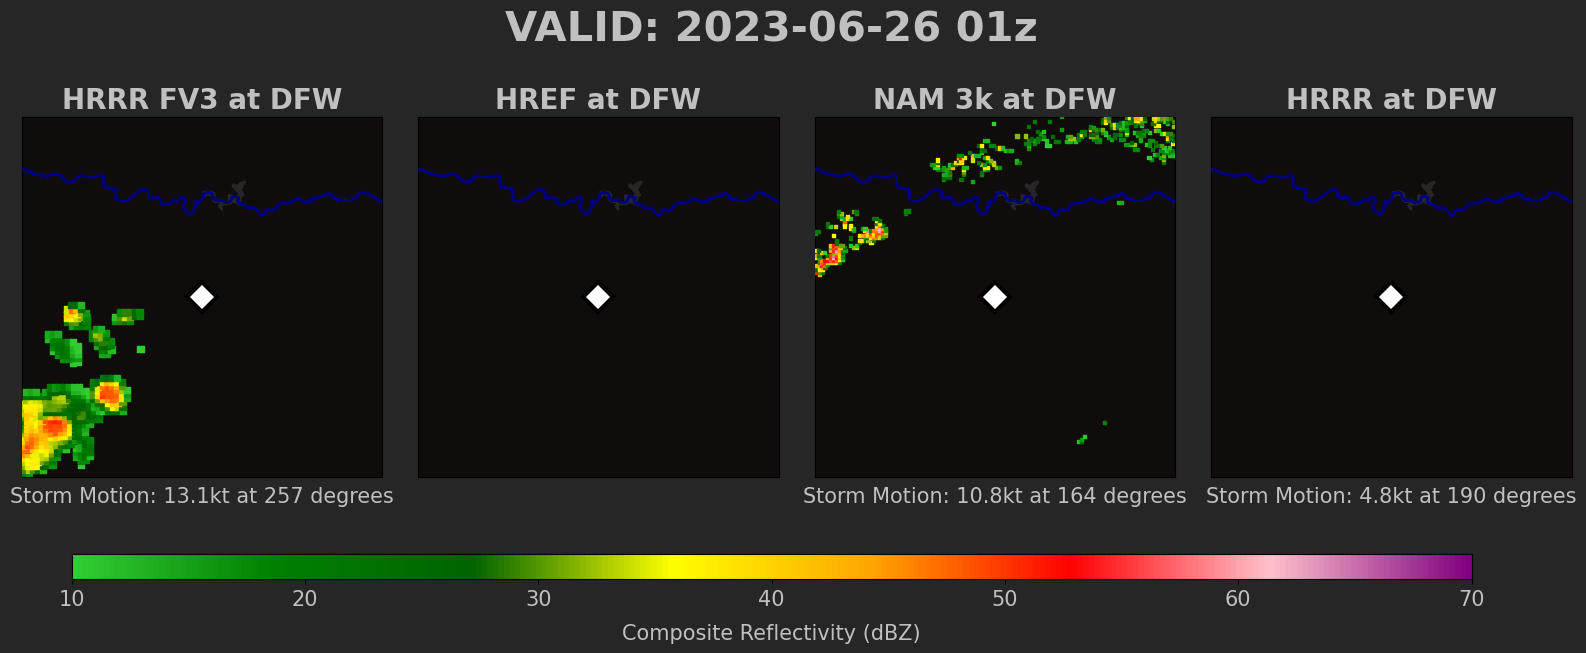 VALID: 2023-06-26 01z
HRRR FV3 at DFW
HREF at DFW
NAM 3k at DFW
HRRR at DFW
Storm Motion: 13.1kt at 257 degrees
Storm Motion: 10.8kt at 164 degrees
Storm Motion: 4.8kt at 190 degrees
10 20 30 40 50 60 70
Composite Reflectivity (dBZ)